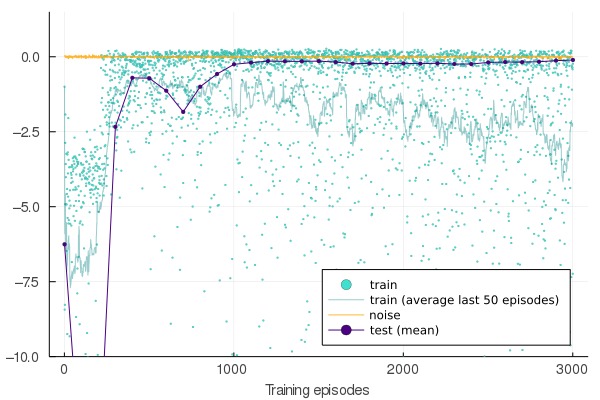 0.0
−2.5
−5.0
−7.5
−10.0
train
train (average last 50 episodes)
noise
test (mean)
0 1000 2000 3000
Training episodes